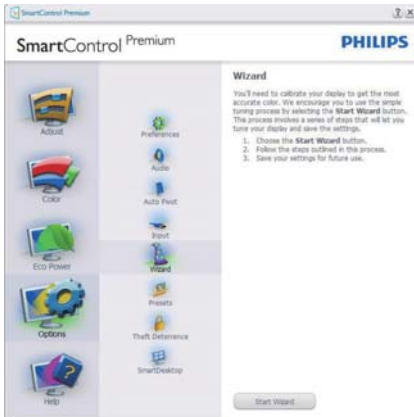 SmartControl Premium
SmartControl Premium
PHILIPS
Adjust
Color
Eco Power
Options
Help
Preferences
Audio
Auto Pivot
Input
Wizard
Presets
Theft Deterrence
SmartDesktop
Wizard
You'll need to calibrate your display to get the most
accurate color. We encourage you to use the simple
tuning process by selecting the Start Wizard button.
This process involves a series of steps that will let you
tune your display and save the settings.
1. Choose the Start Wizard button.
2. Follow the steps outlined in this process.
3. Save your settings for future use.
Start Wizard